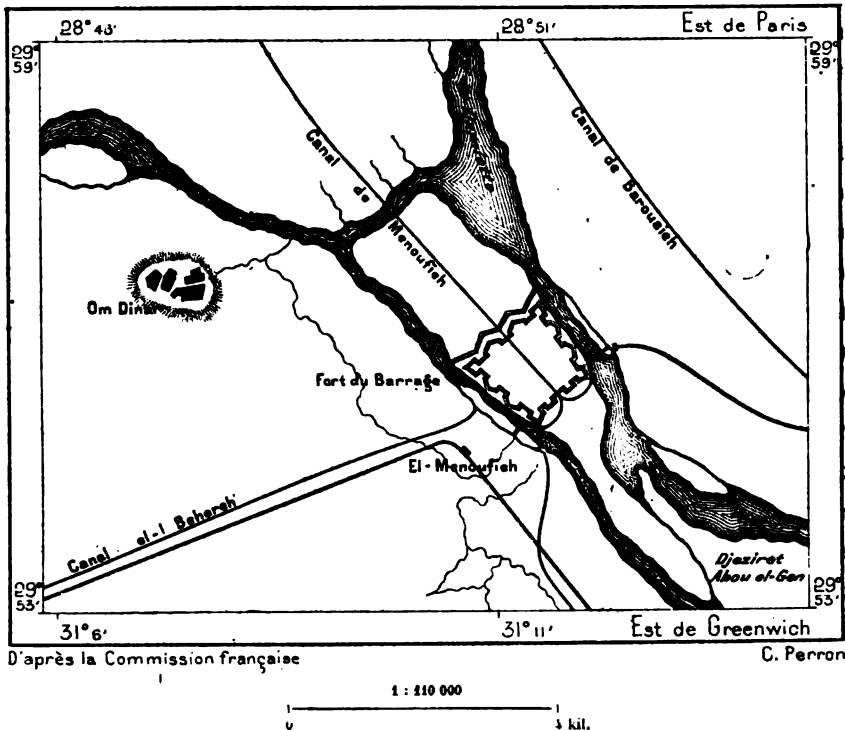 28° 48'
28° 51'
Est de Paris
29°
59'
29°
59'
Canal de Menoufieh
Canal de Barouaieh
Om Dinar
Fort du Barrage
El-Menoufieh
Canal el-l Behereh
Djeziret
Abou el-Gen
29°
53'
29°
53'
31° 6'
31° 11'
Est de Greenwich
D'après la Commission française
C. Perron
1 : 110 000
0
kil.